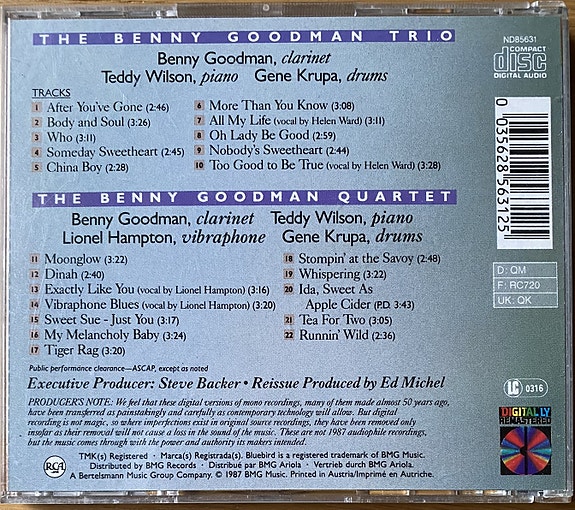 THE BENNY GOODMAN TRIO
ND85631
Benny Goodman, clarinet
Teddy Wilson, piano Gene Krupa, drums
COMPACT
disc
DIGITAL AUDIO
TRACKS
1 After You've Gone (2:46)
2 Body and Soul (3:26)
3 Who (3:11)
4 Someday Sweetheart (2:45)
5 China Boy (2:28)
6 More Than You Know (3:08)
7 All My Life (vocal by Helen Ward) (3:11)
8 Oh Lady Be Good (2:59)
9 Nobody's Sweetheart (2:44)
10 Too Good to Be True (vocal by Helen Ward) (3:28)
0 035628 563125
THE BENNY GOODMAN QUARTET
Benny Goodman, clarinet Teddy Wilson, piano
Lionel Hampton, vibraphone Gene Krupa, drums
11 Moonglow (3:22)
12 Dinah (2:40)
13 Exactly Like You (vocal by Lionel Hampton) (3:16)
14 Vibraphone Blues (vocal by Lionel Hampton) (3:20)
15 Sweet Sue - Just You (3:17)
16 My Melancholy Baby (3:24)
17 Tiger Rag (3:20)
18 Stompin' at the Savoy (2:48)
19 Whispering (3:22)
20 Ida, Sweet As
Apple Cider (P.D. 3:43)
21 Tea For Two (3:05)
22 Runnin' Wild (2:36)
D: QM
F: RC720
UK: QK
Public performance clearance—ASCAP, except as noted
Executive Producer: Steve Backer • Reissue Produced by Ed Michel
PRODUCER'S NOTE: We feel that these digital versions of mono recordings, many of them almost 50 years ago,
have been transferred as painstakingly and carefully as contemporary technology will allow. But digital
recording is not magic, so where imperfections exist in original source recordings, they have been removed only
insofar as their removal will not cause a loss in the sound of the music. These are not 1987 audiophile recordings,
but the music comes through with the power and authority its makers intended.
LC 0316
DIGITALLY
REMASTERED
RCA
TMK(s) Registered • Marca(s) Registrada(s). Bluebird is a registered trademark of BMG Music.
Distributed by BMG Records • Distribué par BMG Ariola • Vertrieb durch BMG Ariola.
A Bertelsmann Music Group Company. © 1987 BMG Music. Printed in Austria/Imprimé en Autriche.